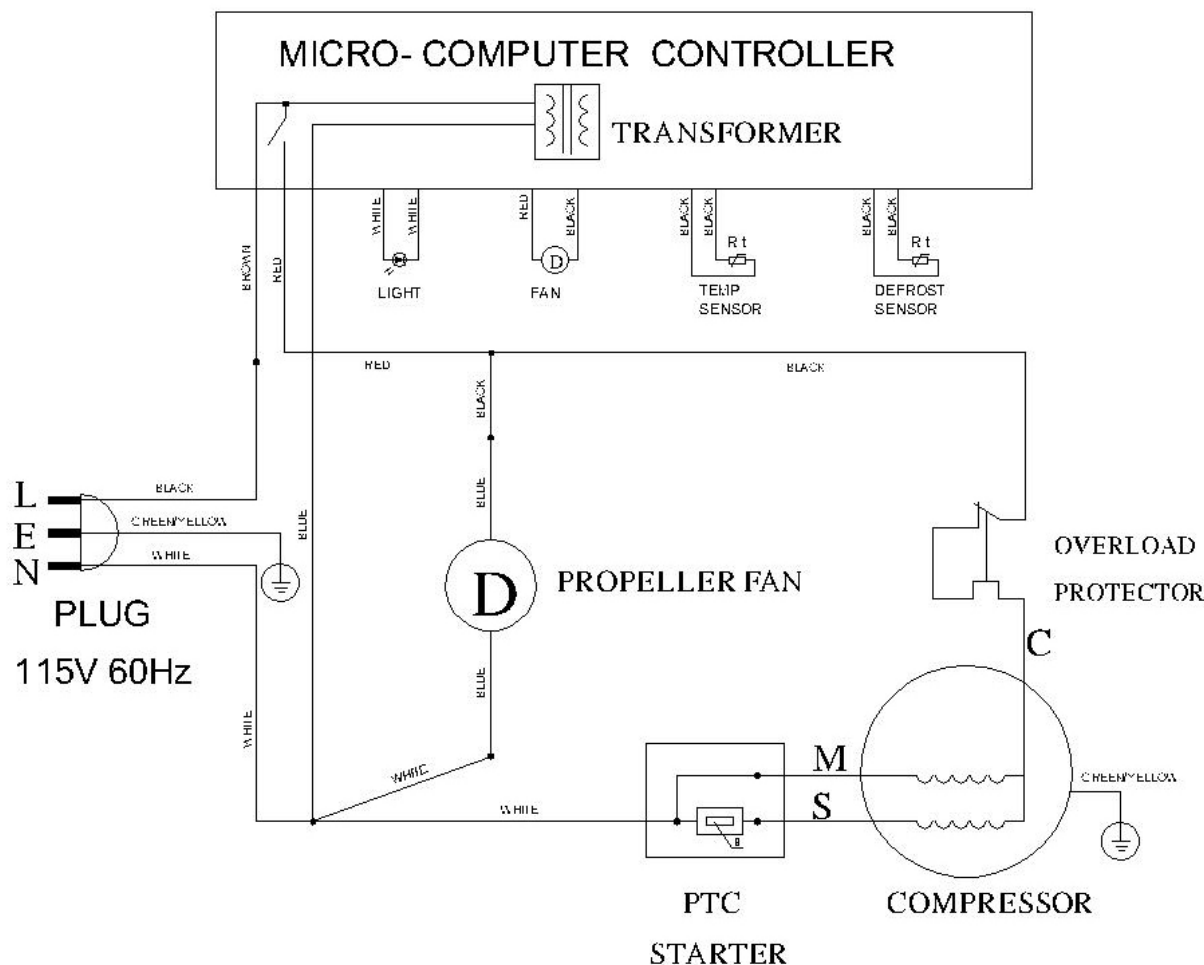 MICRO- COMPUTER CONTROLLER
TRANSFORMER
WHITE
WHITE
RED
BLACK
BLACK
BLACK
BLACK
BLACK
BROWN
RED
D
R t
R t
LIGHT
FAN
TEMP
SENSOR
DEFROST
SENSOR
RED
BLACK
BLACK
BLUE
BLUE
L
BLACK
E
GREEN/YELLOW
N
WHITE
PLUG
115V 60Hz
D
PROPELLER FAN
OVERLOAD
PROTECTOR
C
BLUE
WHITE
WHITE
WHITE
M
S
GREEN/YELLOW
PTC
STARTER
COMPRESSOR